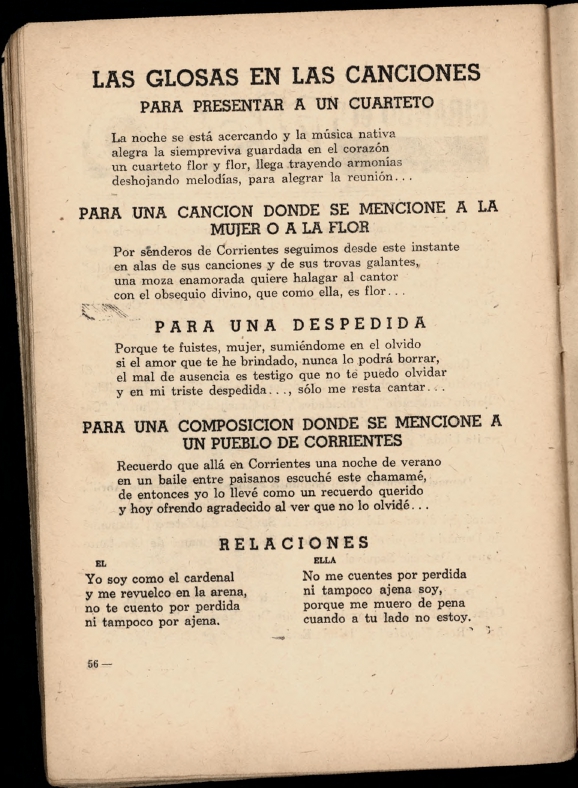 LAS GLOSAS EN LAS CANCIONES
PARA PRESENTAR A UN CUARTETO
La noche se está acercando y la música nativa
alegra la siempreviva guardada en el corazón
un cuarteto flor y flor, llega trayendo armonías
deshojando melodías, para alegrar la reunión...
PARA UNA CANCION DONDE SE MENCIONE A LA
MUJER O A LA FLOR
Por senderos de Corrientes seguimos desde este instante
en alas de sus canciones y de sus trovas galantes,
una moza enamorada quiere halagar al cantor
con el obsequio divino, que como ella, es flor...
PARA UNA DESPEDIDA
Porque te fuistes, mujer, sumiéndome en el olvido
si el amor que te he brindado, nunca lo podrá borrar,
el mal de ausencia es testigo que no te puedo olvidar
y en mi triste despedida..., sólo me resta cantar...
PARA UNA COMPOSICION DONDE SE MENCIONE A
UN PUEBLO DE CORRIENTES
Recuerdo que allá en Corrientes una noche de verano
en un baile entre paisanos escuché este chamamé,
de entonces yo lo llevé como un recuerdo querido
y hoy ofrendo agradecido al ver que no lo olvidé...
RELACIONES
EL
Yo soy como el cardenal
y me revuelco en la arena,
no te cuento por perdida
ni tampoco por ajena.
ELLA
No me cuentes por perdida
ni tampoco ajena soy,
porque me muero de pena
cuando a tu lado no estoy.
56 —